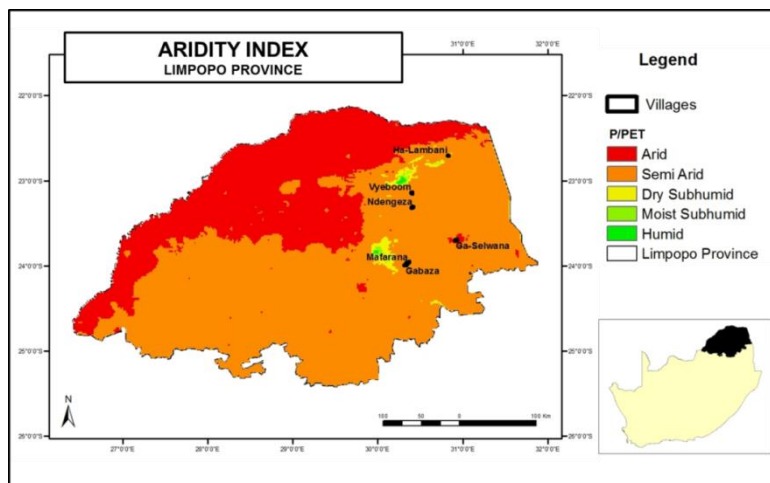 ARIDITY INDEX
LIMPOPO PROVINCE
31°0'0"E
32°0'0"E
22°0'0"S
22°0'0"S
23°0'0"S
23°0'0"S
24°0'0"S
24°0'0"S
25°0'0"S
25°0'0"S
26°0'0"S
26°0'0"S
Ha-Lambani
Vyeboom
Ndengeza
Ga-Selwana
Mafarana
Gabaza
N
100
50
0
100 Km
27°0'0"E
28°0'0"E
29°0'0"E
30°0'0"E
31°0'0"E
32°0'0"E
Legend
Villages
P/PET
Arid
Semi Arid
Dry Subhumid
Moist Subhumid
Humid
Limpopo Province